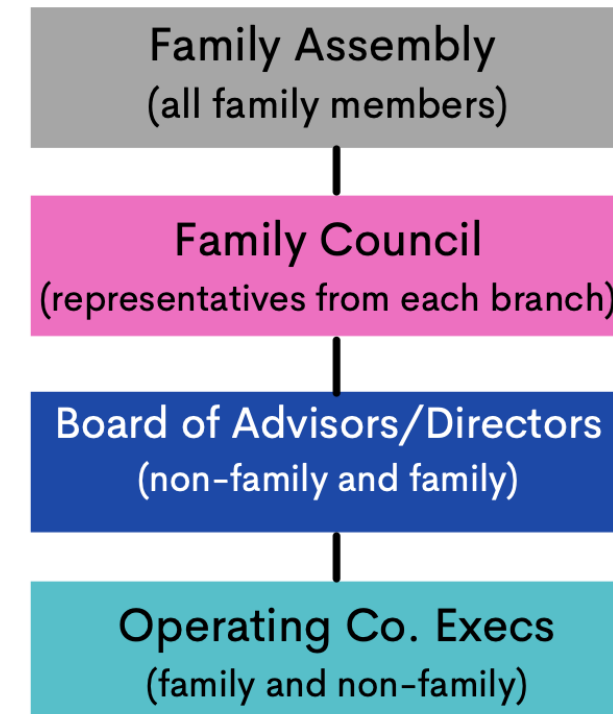 Family Assembly
(all family members)
Family Council
(representatives from each branch)
Board of Advisors/Directors
(non-family and family)
Operating Co. Execs
(family and non-family)